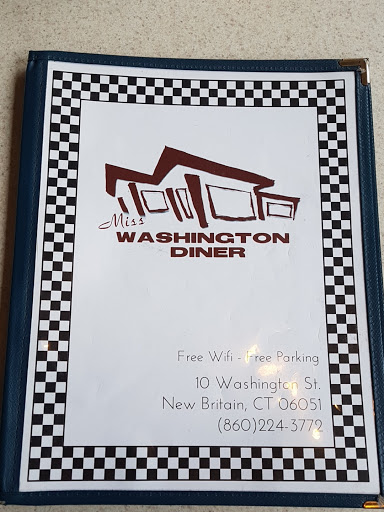 Miss
WASHINGTON
DINER
Free Wifi - Free Parking
10 Washington St.
New Britain, CT 06051
(860)224-3772